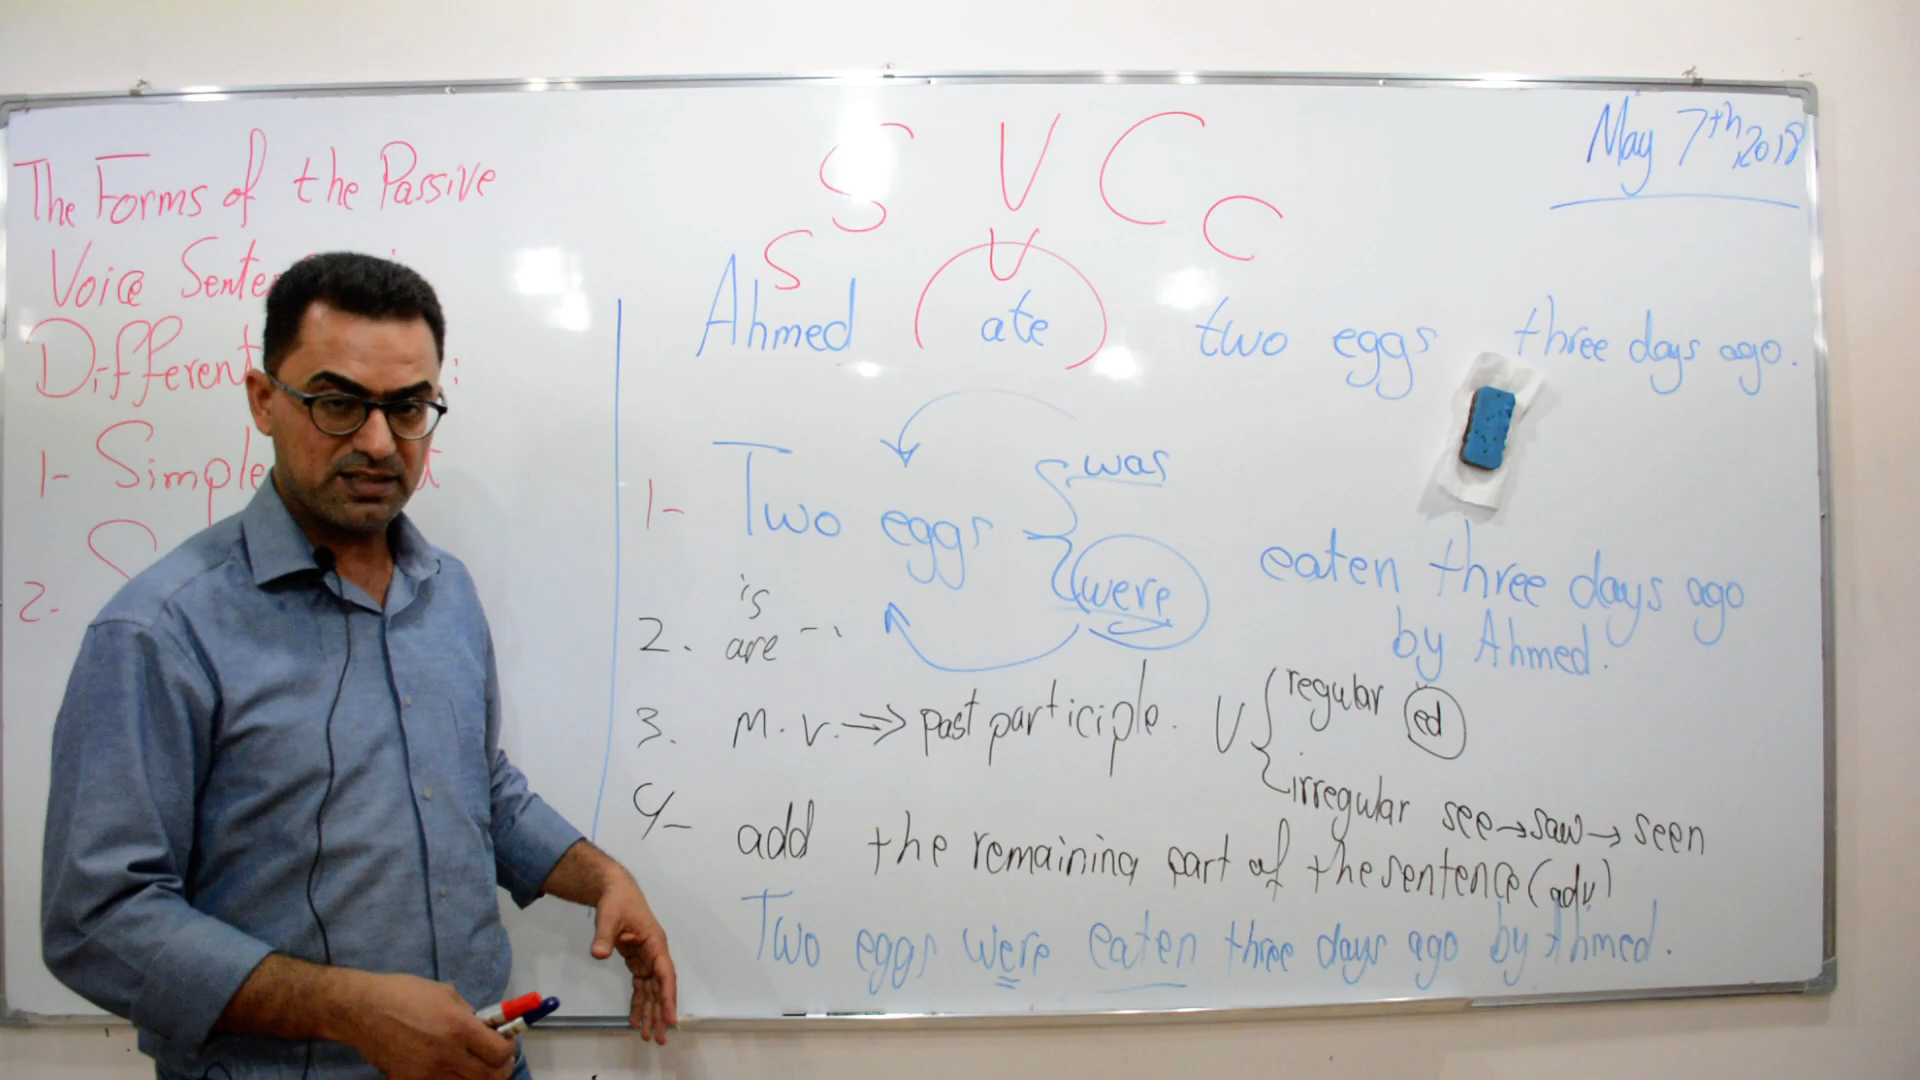 The Forms of the Passive
Voice
Different :
1- Simple
2-
May 7th, 2018
S V C
S V C
Ahmed ate two eggs three days ago.
1- Two eggs { was
were eaten three days ago
by Ahmed.
is
2. are --.
3. m.v. => past participle. V { regular ed
irregular see → saw → seen
4- add the remaining part of the sentence (adv)
Two eggs were eaten three days ago by Ahmed.